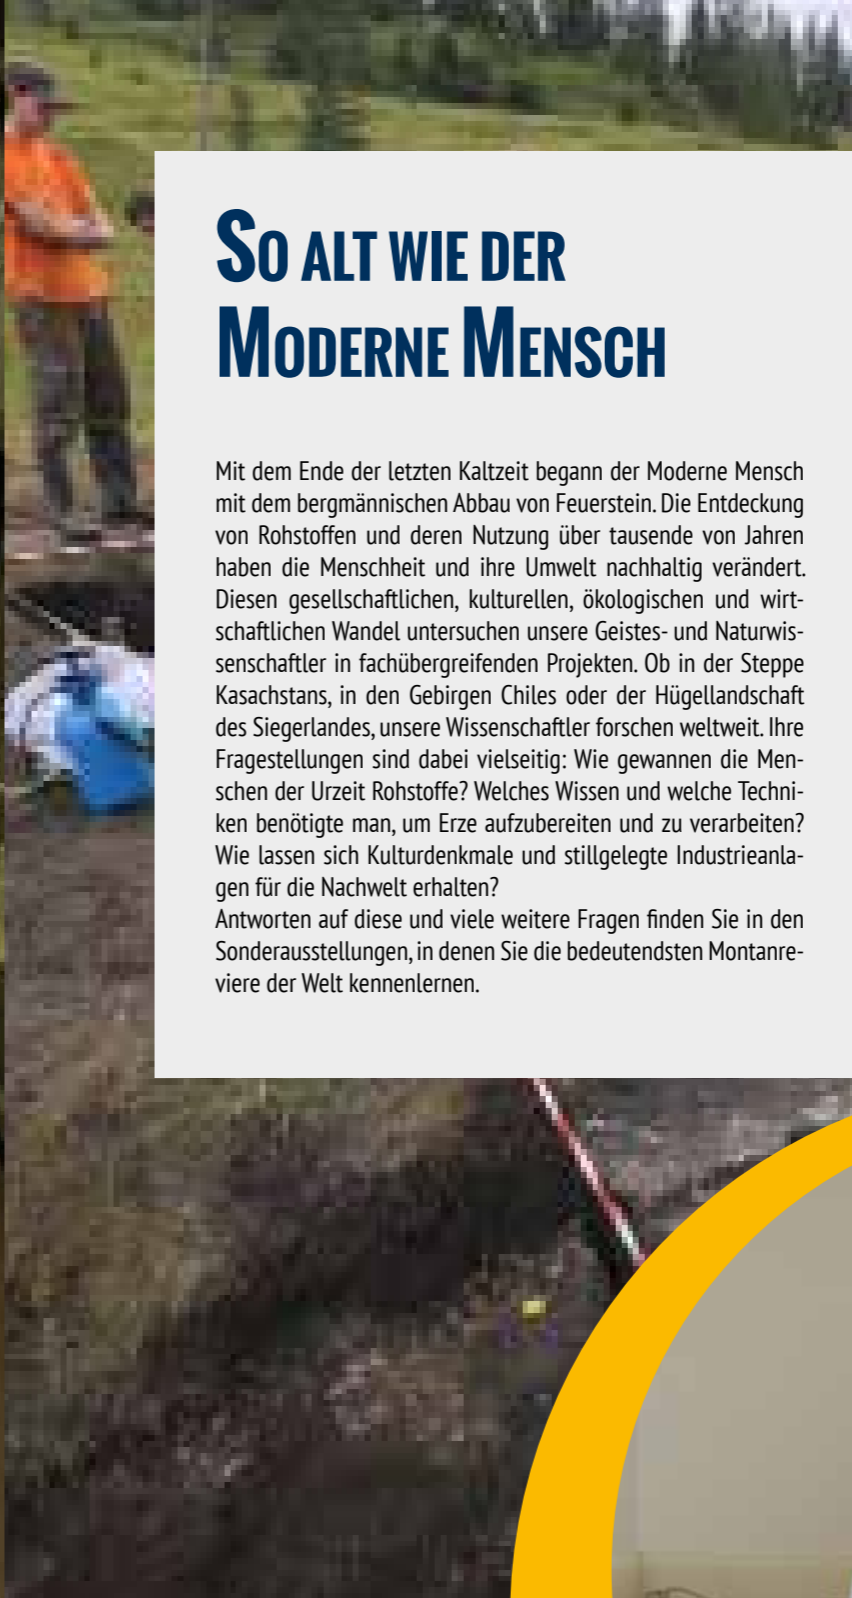 So alt wie der
Moderne Mensch
Mit dem Ende der letzten Kaltzeit begann der Moderne Mensch
mit dem bergmännischen Abbau von Feuerstein. Die Entdeckung
von Rohstoffen und deren Nutzung über tausende von Jahren
haben die Menschheit und ihre Umwelt nachhaltig verändert.
Diesen gesellschaftlichen, kulturellen, ökologischen und wirt-
schaftlichen Wandel untersuchen unsere Geistes- und Naturwis-
senschaftler in fachübergreifenden Projekten. Ob in der Steppe
Kasachstans, in den Gebirgen Chiles oder der Hügellandschaft
des Siegerlandes, unsere Wissenschaftler forschen weltweit. Ihre
Fragestellungen sind dabei vielseitig: Wie gewannen die Men-
schen der Urzeit Rohstoffe? Welches Wissen und welche Techni-
ken benötigte man, um Erze aufzubereiten und zu verarbeiten?
Wie lassen sich Kulturdenkmale und stillgelegte Industrieanla-
gen für die Nachwelt erhalten?
Antworten auf diese und viele weitere Fragen finden Sie in den
Sonderausstellungen, in denen Sie die bedeutendsten Montanre-
viere der Welt kennenlernen.